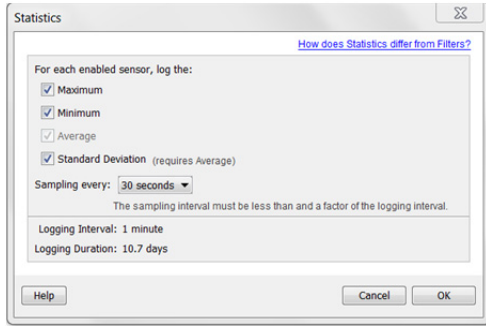 Statistics
How does Statistics differ from Filters?
For each enabled sensor, log the:
Maximum
Minimum
Average
Standard Deviation (requires Average)
Sampling every: 30 seconds
The sampling interval must be less than and a factor of the logging interval.
Logging Interval: 1 minute
Logging Duration: 10.7 days
Help Cancel OK